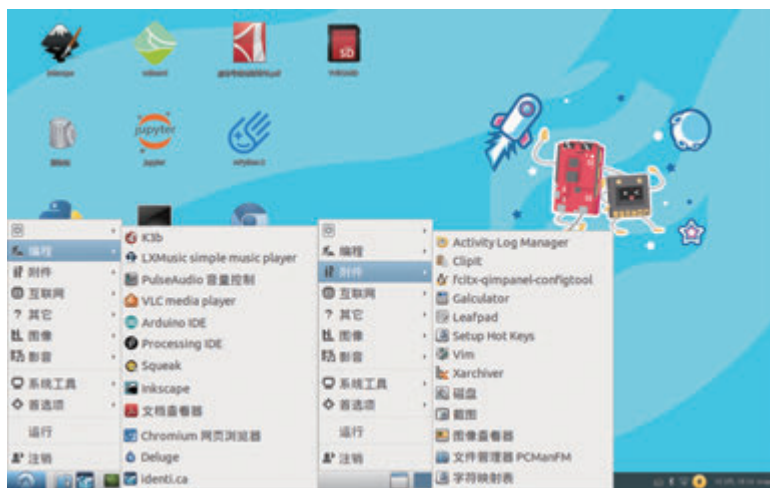 inkscape
SD
jupyter
Jupyter
编程
附件
互联网
其它
图像
影音
系统工具
首选项
运行
注销
K3b
LXMusic simple music player
PulseAudio 音量控制
VLC media player
Arduino IDE
Processing IDE
Squeak
Inkscape
文档查看器
Chromium 网页浏览器
Deluge
identi.ca
编程
附件
互联网
其它
图像
影音
系统工具
首选项
运行
注销
Activity Log Manager
ClipIt
fcitx-qimpanel-configtool
Galculator
Leafpad
Setup Hot Keys
Vim
Xarchiver
磁盘
截图
图像查看器
文件管理器 PCManFM
字符映射表